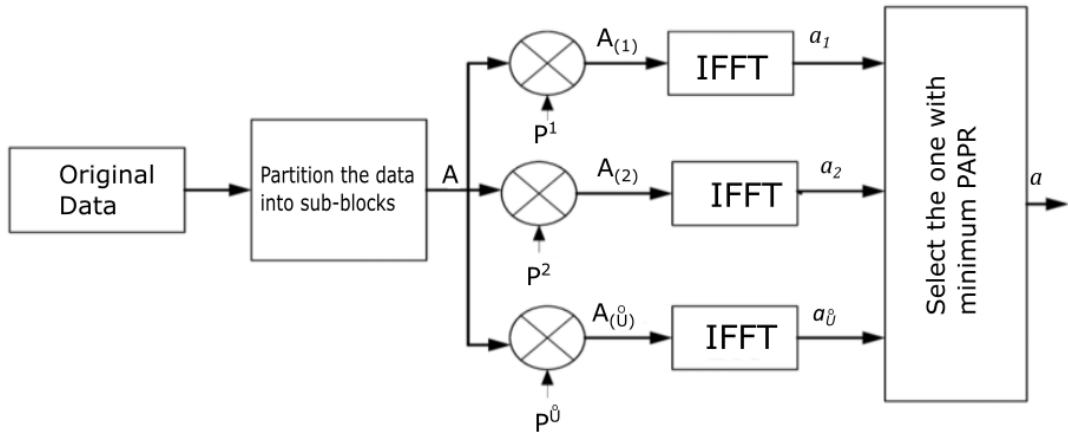 Original
Data
Partition the data
into sub-blocks
A
A(1)
P1
IFFT
a1
A(2)
P2
IFFT
a2
A(Ů)
PŮ
IFFT
aŮ
Select the one with
minimum PAPR
a